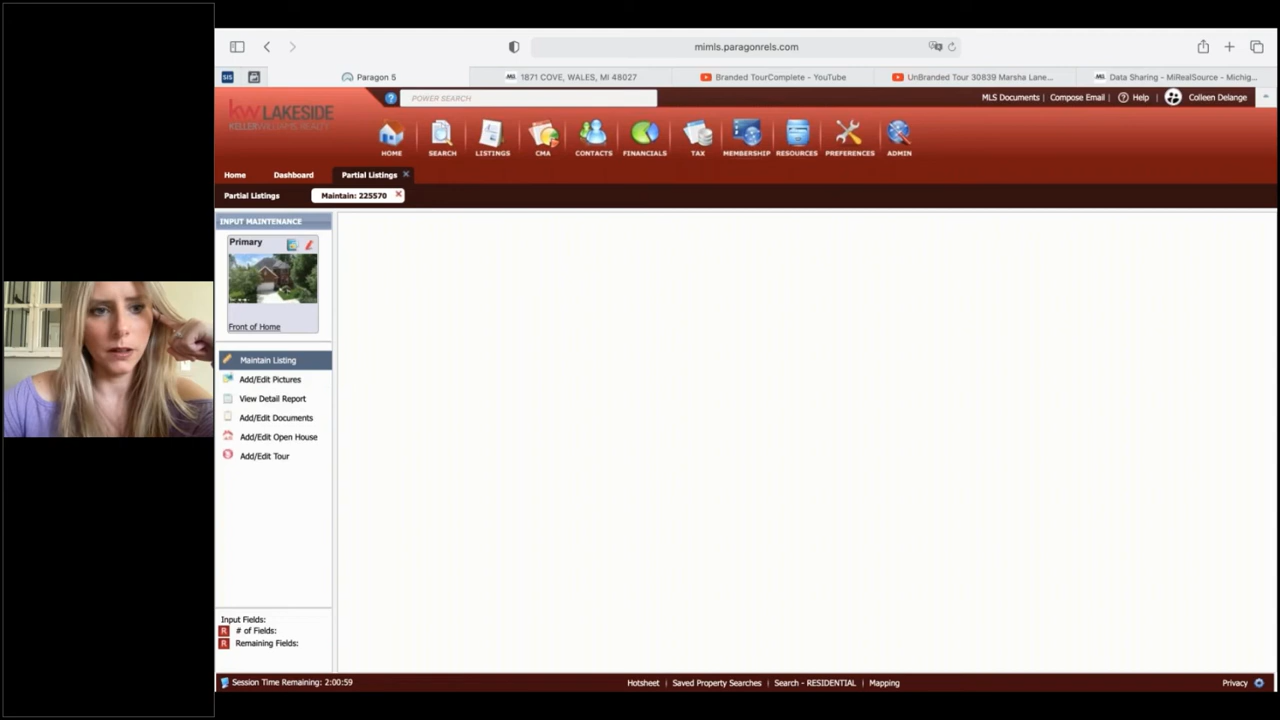 mimls.paragonrels.com
SIS
Paragon 5
1871 COVE, WALES, MI 48027
Branded TourComplete - YouTube
UnBranded Tour 30839 Marsha Lane...
Data Sharing - MiRealSource - Michig...
kw LAKESIDE
? POWER SEARCH
MLS Documents | Compose Email | ? Help | Colleen Delange
HOME SEARCH LISTINGS CMA CONTACTS FINANCIALS TAX MEMBERSHIP RESOURCES PREFERENCES ADMIN
Home Dashboard Partial Listings
Partial Listings Maintain: 225570
INPUT MAINTENANCE
Primary
Front of Home
Maintain Listing
Add/Edit Pictures
View Detail Report
Add/Edit Documents
Add/Edit Open House
Add/Edit Tour
Input Fields:
R # of Fields:
R Remaining Fields:
Session Time Remaining: 2:00:59
Hotsheet | Saved Property Searches | Search - RESIDENTIAL | Mapping
Privacy